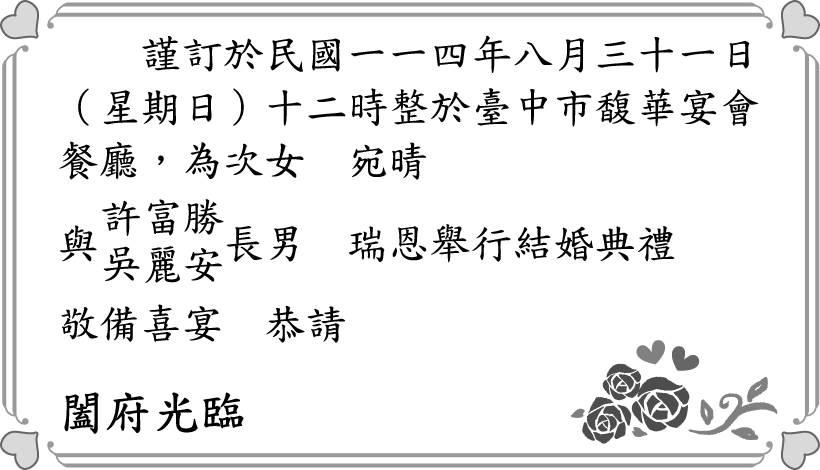 謹訂於民國一一四年八月三十一日
（星期日）十二時整於臺中市馥華宴會
餐廳，為次女　宛晴
與許富勝吳麗安長男　瑞恩舉行結婚典禮
敬備喜宴　恭請
闔府光臨